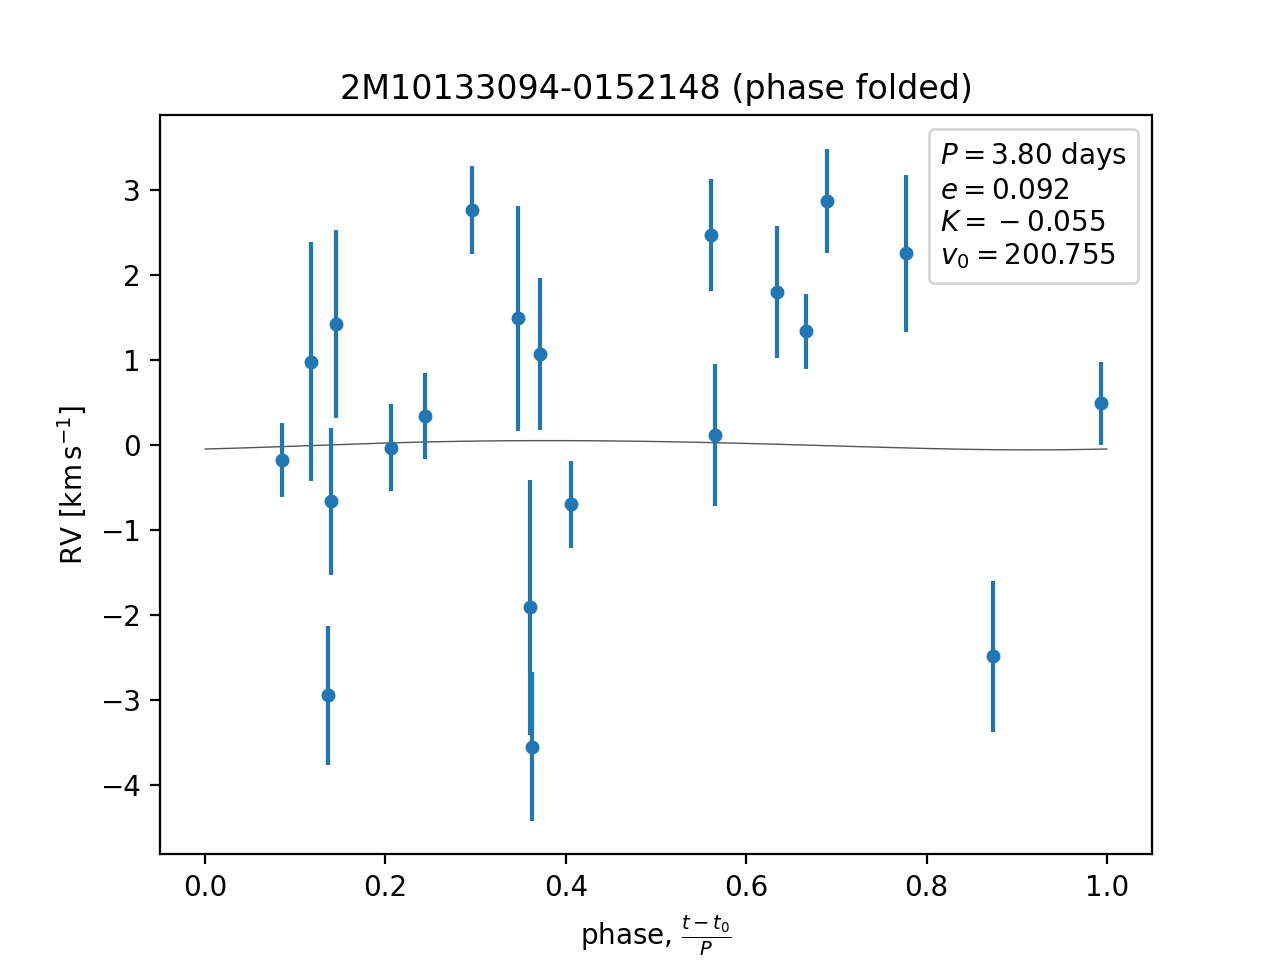 2M10133094-0152148 (phase folded)
P = 3.80 days
e = 0.092
K = −0.055
v₀ = 200.755
3
2
1
0
−1
−2
−3
−4
RV [km s⁻¹]
0.0 0.2 0.4 0.6 0.8 1.0
phase, (t − t₀)/P